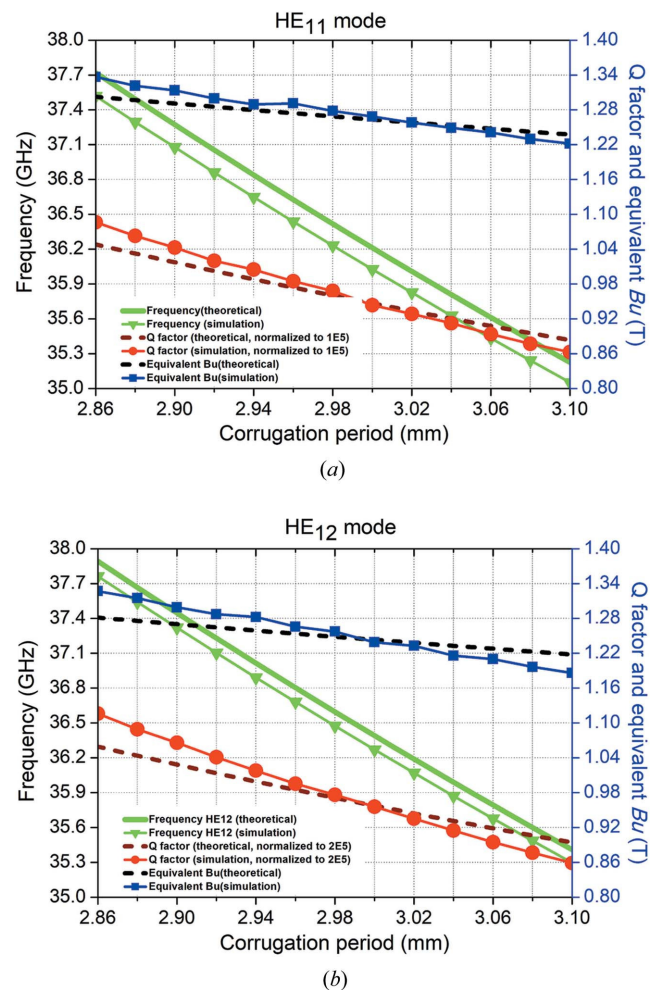 HE11 mode
38.0
37.7
37.4
37.1
36.8
36.5
36.2
35.9
35.6
35.3
35.0
Frequency (GHz)
1.40
1.34
1.28
1.22
1.16
1.10
1.04
0.98
0.92
0.86
0.80
Q factor and equivalent Bu (T)
Frequency(theoretical)
Frequency (simulation)
Q factor (theoretical, normalized to 1E5)
Q factor (simulation, normalized to 1E5)
Equivalent Bu(theoretical)
Equivalent Bu(simulation)
2.86 2.90 2.94 2.98 3.02 3.06 3.10
Corrugation period (mm)
(a)
HE12 mode
38.0
37.7
37.4
37.1
36.8
36.5
36.2
35.9
35.6
35.3
35.0
Frequency (GHz)
1.40
1.34
1.28
1.22
1.16
1.10
1.04
0.98
0.92
0.86
0.80
Q factor and equivalent Bu (T)
Frequency HE12 (theoretical)
Frequency HE12 (simulation)
Q factor (theoretical, normalized to 2E5)
Q factor (simulation, normalized to 2E5)
Equivalent Bu(theoretical)
Equivalent Bu(simulation)
2.86 2.90 2.94 2.98 3.02 3.06 3.10
Corrugation period (mm)
(b)